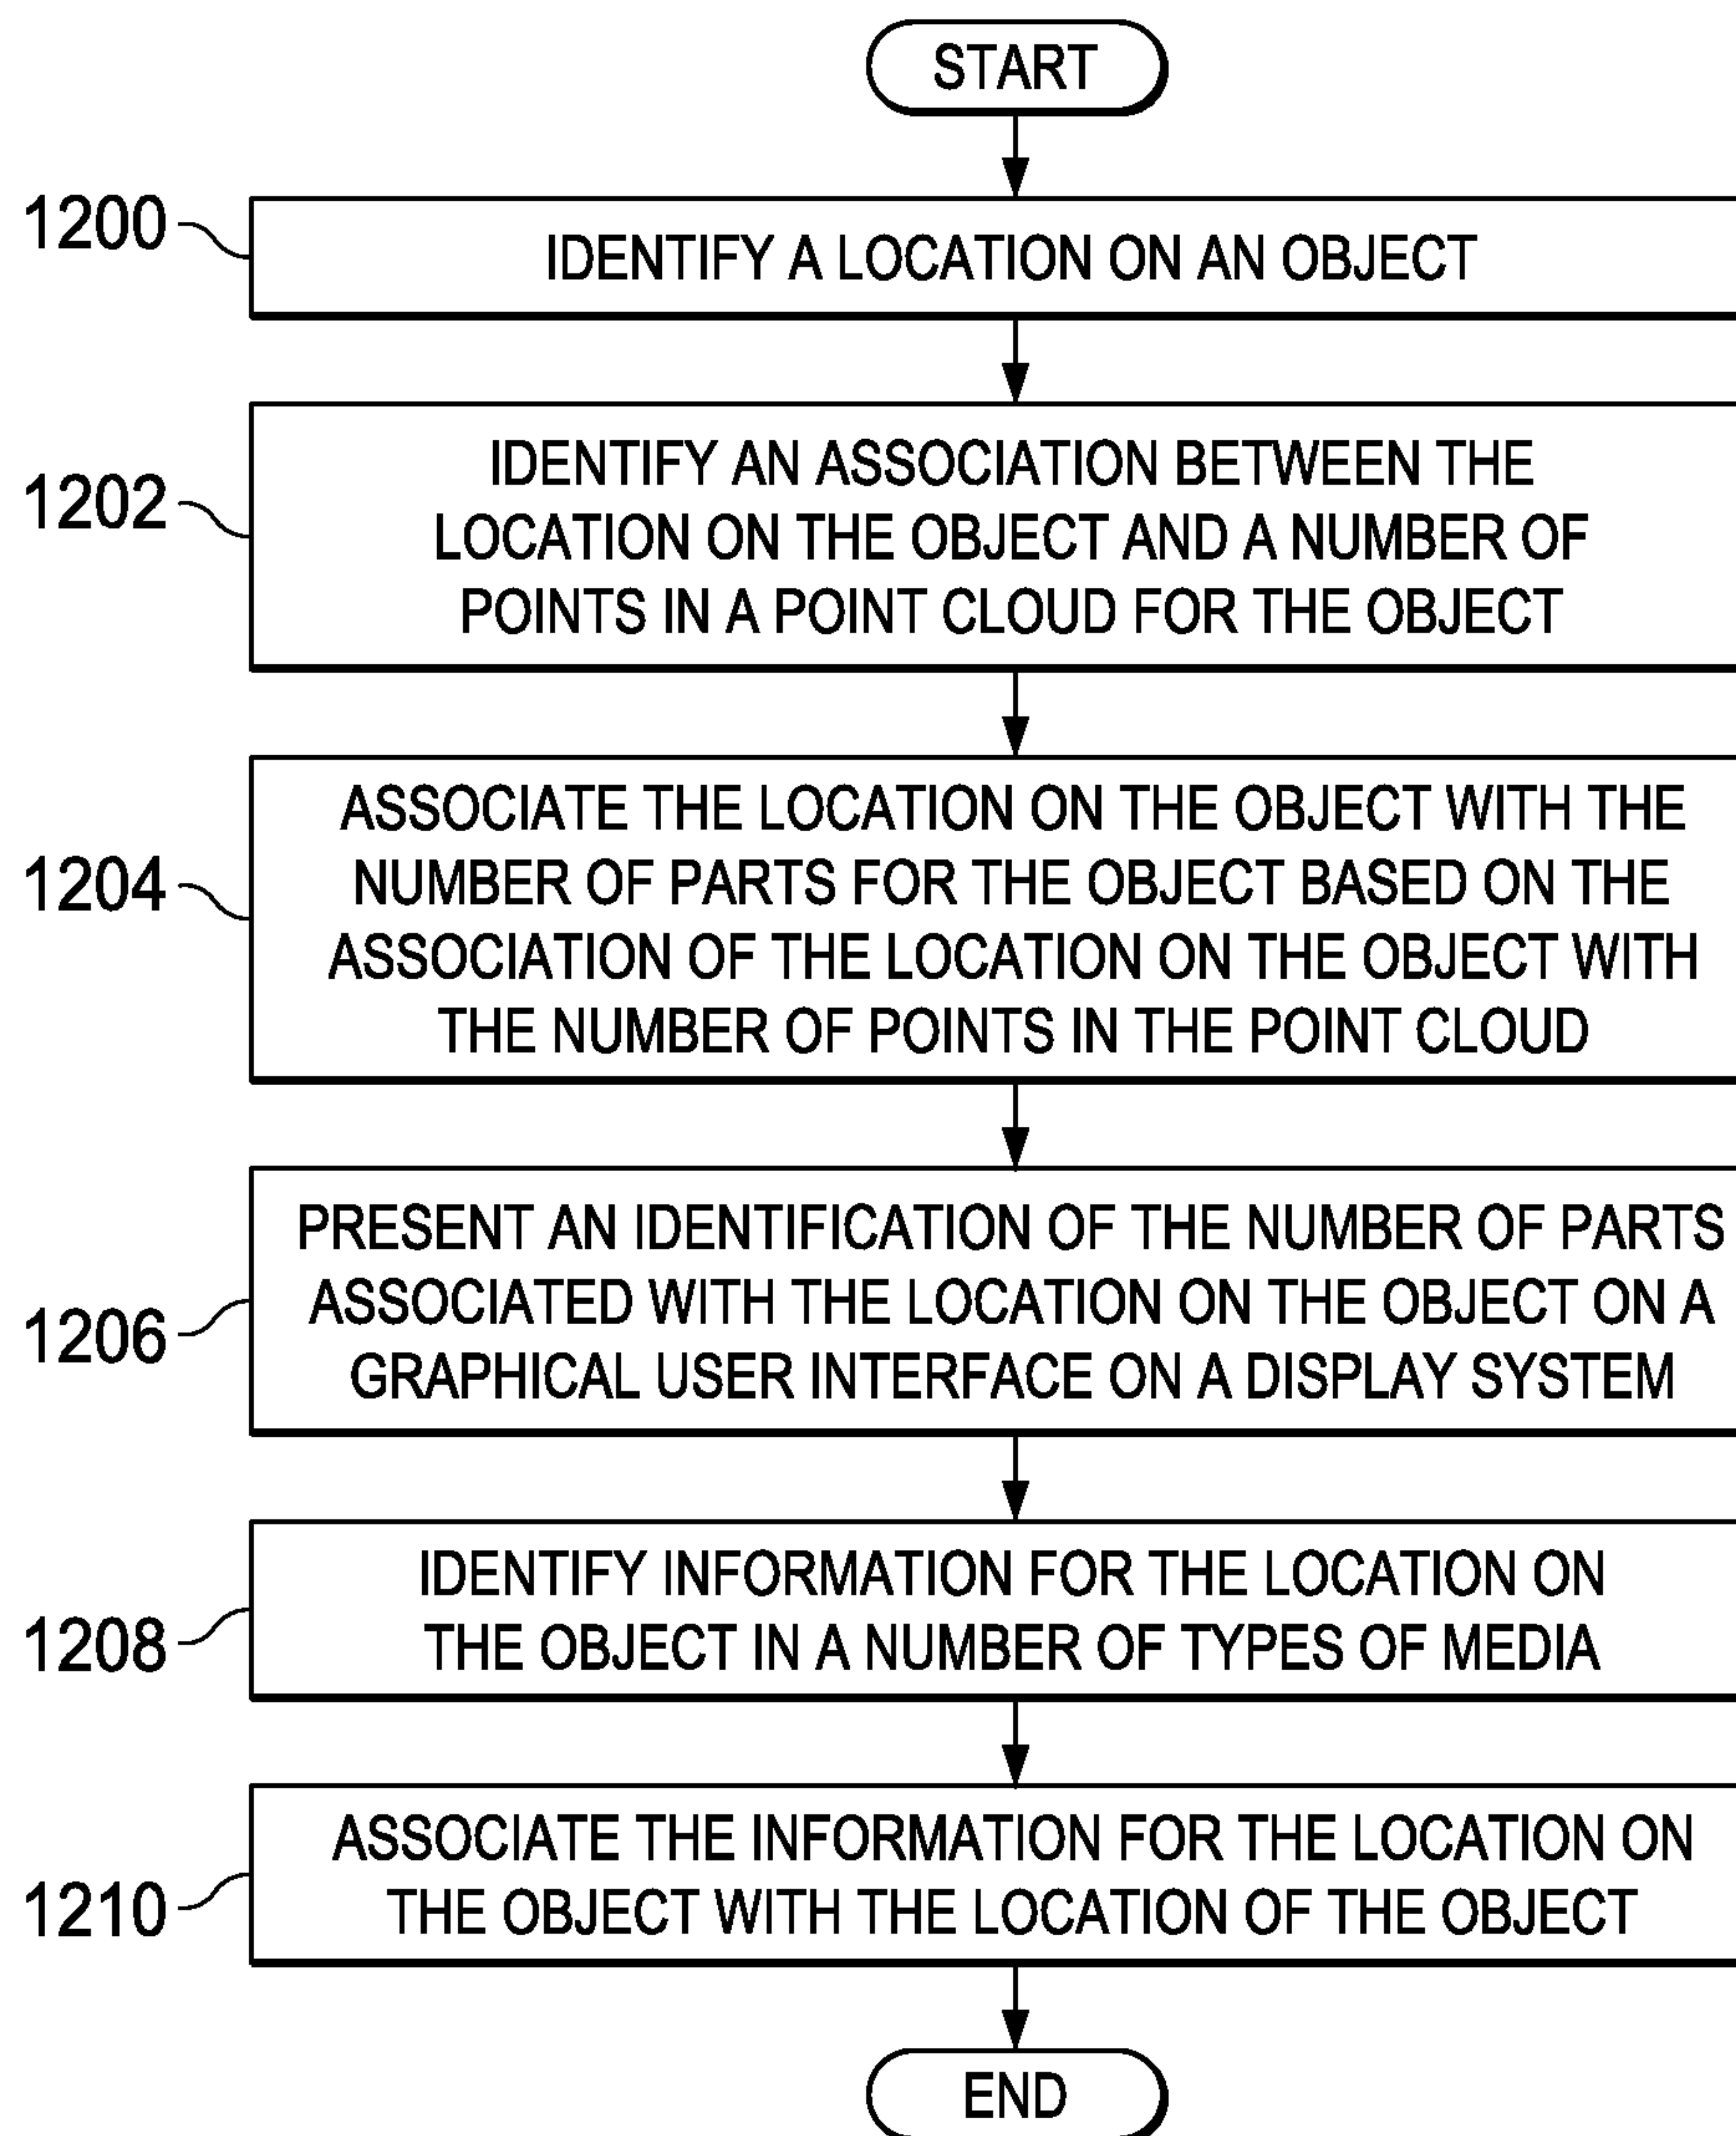 START
1200
IDENTIFY A LOCATION ON AN OBJECT
1202
IDENTIFY AN ASSOCIATION BETWEEN THE
LOCATION ON THE OBJECT AND A NUMBER OF
POINTS IN A POINT CLOUD FOR THE OBJECT
1204
ASSOCIATE THE LOCATION ON THE OBJECT WITH THE
NUMBER OF PARTS FOR THE OBJECT BASED ON THE
ASSOCIATION OF THE LOCATION ON THE OBJECT WITH
THE NUMBER OF POINTS IN THE POINT CLOUD
1206
PRESENT AN IDENTIFICATION OF THE NUMBER OF PARTS
ASSOCIATED WITH THE LOCATION ON THE OBJECT ON A
GRAPHICAL USER INTERFACE ON A DISPLAY SYSTEM
1208
IDENTIFY INFORMATION FOR THE LOCATION ON
THE OBJECT IN A NUMBER OF TYPES OF MEDIA
1210
ASSOCIATE THE INFORMATION FOR THE LOCATION ON
THE OBJECT WITH THE LOCATION OF THE OBJECT
END